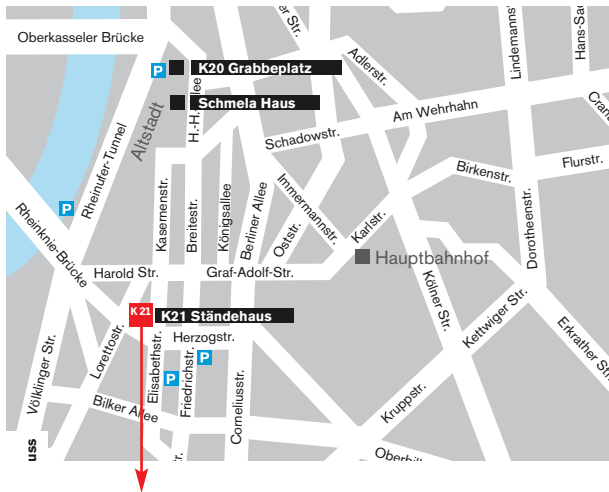 Oberkasseler Brücke
P
K20 Grabbeplatz
Schmela Haus
H.-H. Allee
Altstadt
Adlerstr.
Lindemannstr.
Am Wehrhahn
Schadowstr.
Rheinufer-Tunnel
P
Rheinknie-Brücke
Kasernenstr.
Breitestr.
Königsallee
Berliner Allee
Oststr.
Immermannstr.
Karlstr.
Birkenstr.
Flurstr.
Dorotheenstr.
Hauptbahnhof
Harold Str.
Graf-Adolf-Str.
Kölner Str.
Kettwiger Str.
Erkrather Str.
K 21
K21 Ständehaus
Herzogstr.
P
P
Völklinger Str.
Lorettostr.
Elisabethstr.
Friedrichstr.
Corneliusstr.
Bilker Allee
Kruppstr.
uss